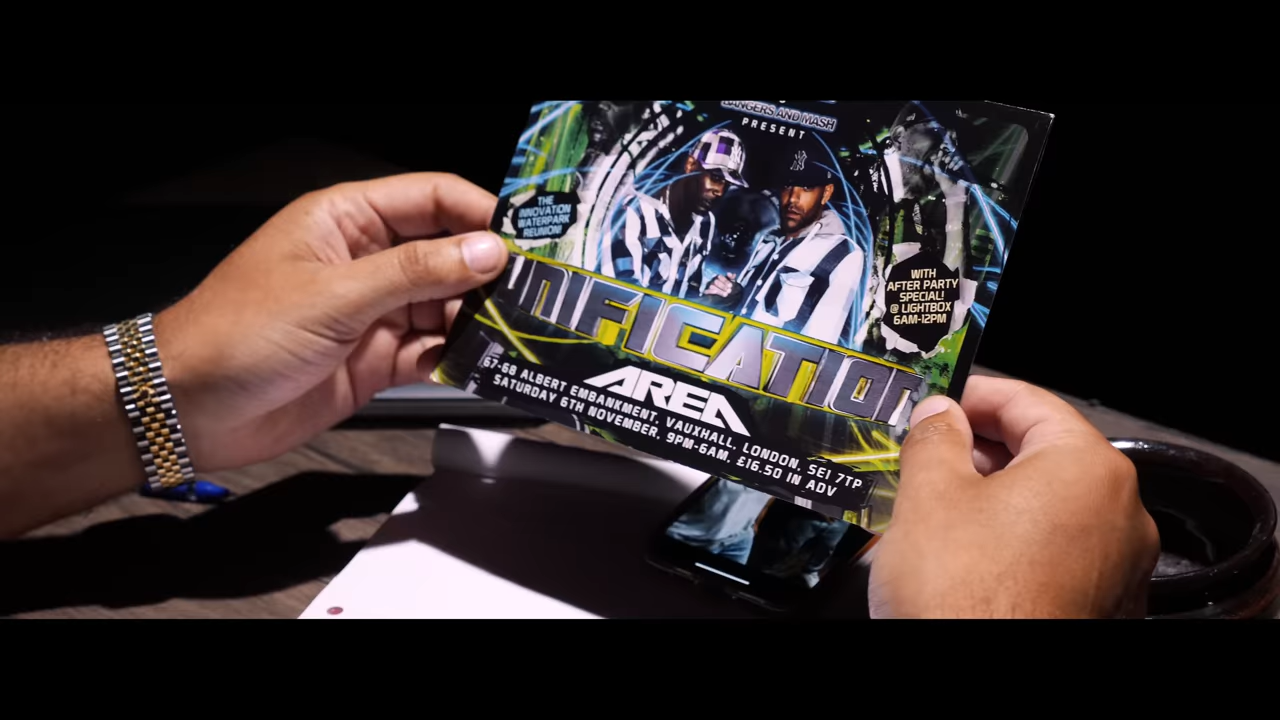 BANGERS AND MASH
PRESENT
THE
INNOVATION
WATERPARK
REUNION!
WITH
AFTER PARTY
SPECIAL!
@ LIGHTBOX
6AM-12PM
UNIFICATION
AREA
67-68 ALBERT EMBANKMENT, VAUXHALL, LONDON, SE1 7TP
SATURDAY 6TH NOVEMBER, 9PM-6AM, £16.50 IN ADV